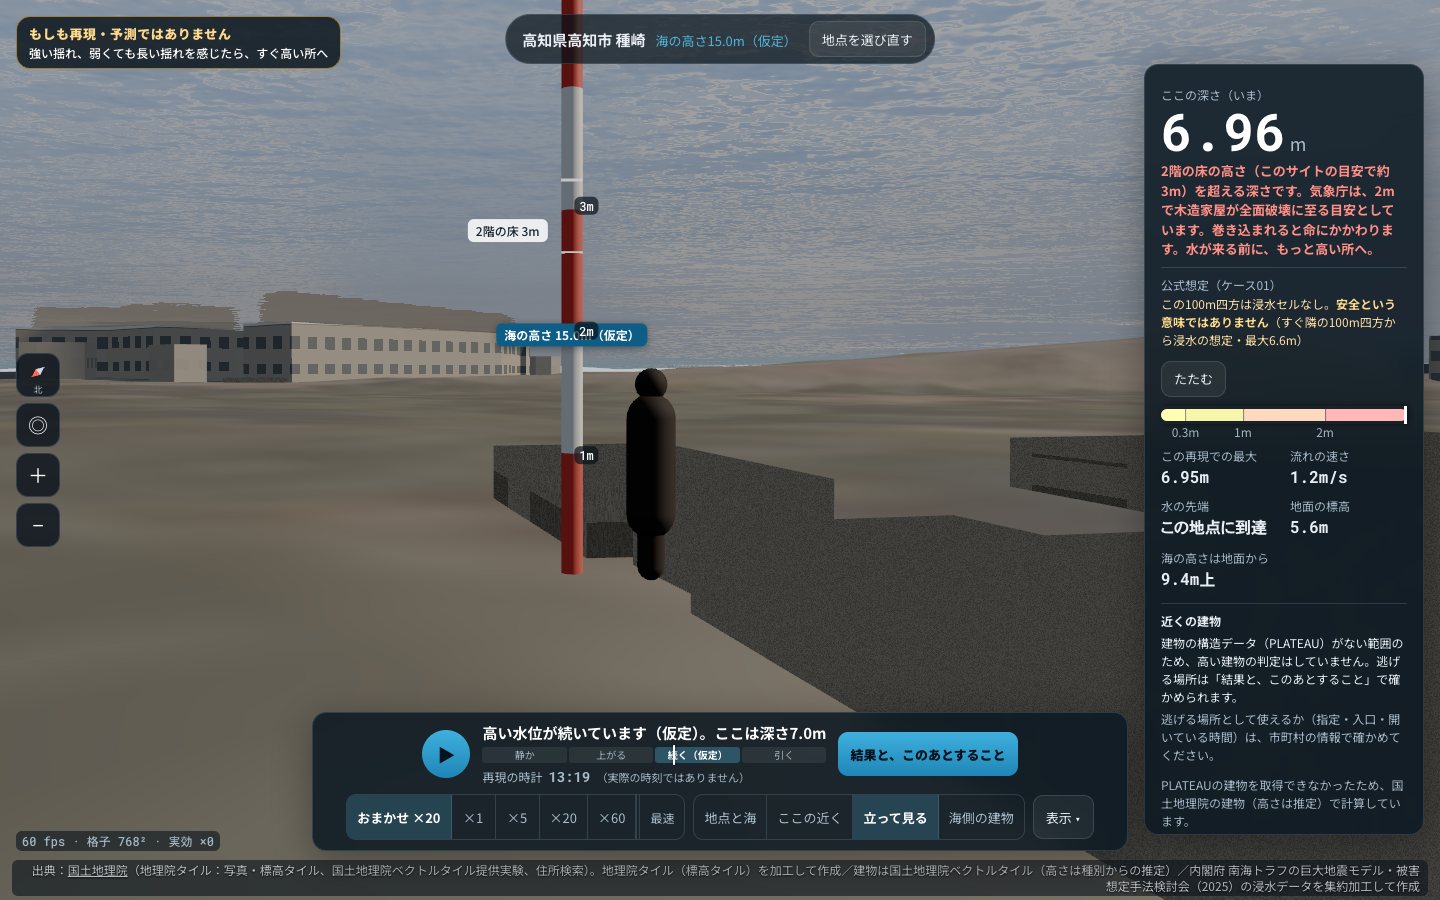 もしも再現・予測ではありません
強い揺れ、弱くても長い揺れを感じたら、すぐ高い所へ
高知県高知市 種崎 海の高さ15.0m（仮定） 地点を選び直す
ここの深さ（いま）
6.96 m
2階の床の高さ（このサイトの目安で約
3m）を超える深さです。気象庁は、2m
で木造家屋が全面破壊に至る目安として
います。巻き込まれると命にかかわりま
す。水が来る前に、もっと高い所へ。
公式想定（ケース01）
この100m四方は浸水セルなし。安全という
意味ではありません（すぐ隣の100m四方か
ら浸水の想定・最大6.6m）
たたむ
0.3m 1m 2m
この再現での最大 流れの速さ
6.95m 1.2m/s
水の先端 地面の標高
この地点に到達 5.6m
海の高さは地面から
9.4m上
近くの建物
建物の構造データ（PLATEAU）がない範囲の
ため、高い建物の判定はしていません。逃げ
る場所は「結果と、このあとすること」で確
かめられます。
逃げる場所として使えるか（指定・入口・開
いている時間）は、市町村の情報で確かめて
ください。
PLATEAUの建物を取得できなかったため、国
土地理院の建物（高さは推定）で計算してい
ます。
3m
2階の床 3m
2m
海の高さ 15.0m（仮定）
1m
北
+
−
高い水位が続いています（仮定）。ここは深さ7.0m
静か 上がる 続く（仮定） 引く
再現の時計 13:19 （実際の時刻ではありません）
結果と、このあとすること
おまかせ ×20 ×1 ×5 ×20 ×60 最速 地点と海 ここの近く 立って見る 海側の建物 表示 ▾
60 fps · 格子 768² · 実効 ×0
出典：国土地理院（地理院タイル：写真・標高タイル、国土地理院ベクトルタイル提供実験、住所検索）。地理院タイル（標高タイル）を加工して作成／建物は国土地理院ベクトルタイル（高さは種別からの推定）／内閣府 南海トラフの巨大地震モデル・被害
想定手法検討会（2025）の浸水データを集約加工して作成